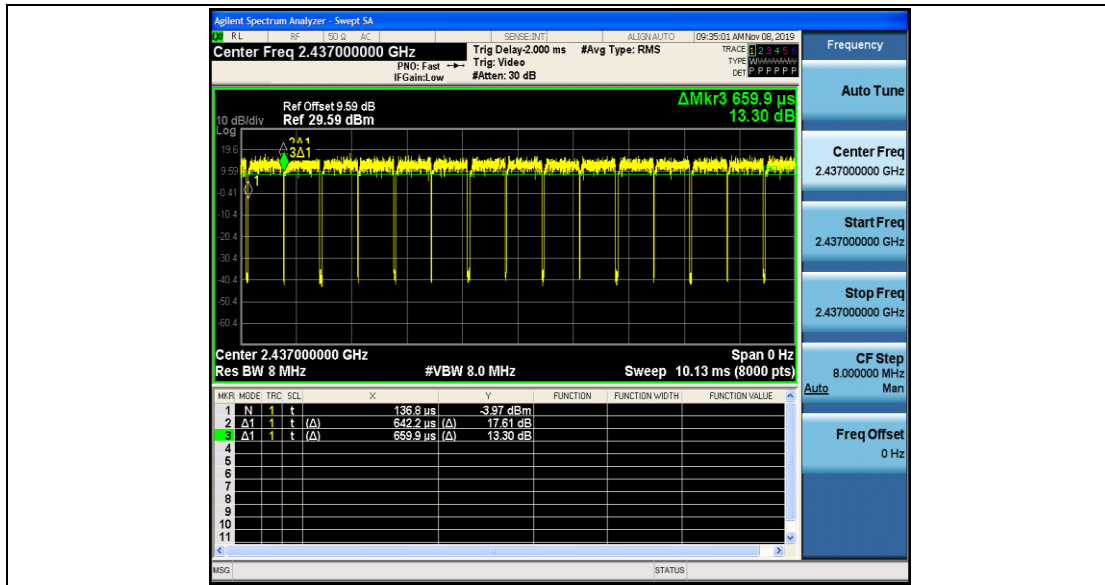 Agilent Spectrum Analyzer - Swept SA
RL RF 50 Ω AC SENSE:INT ALIGNAUTO 09:35:01 AM Nov 08, 2019
Center Freq 2.437000000 GHz
PNO: Fast
IFGain:Low
Trig Delay-2.000 ms
Trig: Video
#Atten: 30 dB
#Avg Type: RMS
TRACE 1 2 3 4 5 6
TYPE
DET P P P P P P
Frequency
ΔMkr3 659.9 µs
13.30 dB
Ref Offset 9.59 dB
10 dB/div Ref 29.59 dBm
Log
19.6
9.59
-0.41
-10.4
-20.4
-30.4
-40.4
-50.4
-60.4
2Δ1
3Δ1
1
Center 2.437000000 GHz Span 0 Hz
Res BW 8 MHz #VBW 8.0 MHz Sweep 10.13 ms (8000 pts)
MKR MODE TRC SCL X Y FUNCTION FUNCTION WIDTH FUNCTION VALUE
1 N 1 t 136.8 µs -3.97 dBm
2 Δ1 1 t (Δ) 642.2 µs (Δ) 17.61 dB
3 Δ1 1 t (Δ) 659.9 µs (Δ) 13.30 dB
4
5
6
7
8
9
10
11
MSG STATUS
Auto Tune
Center Freq
2.437000000 GHz
Start Freq
2.437000000 GHz
Stop Freq
2.437000000 GHz
CF Step
8.000000 MHz
Auto Man
Freq Offset
0 Hz